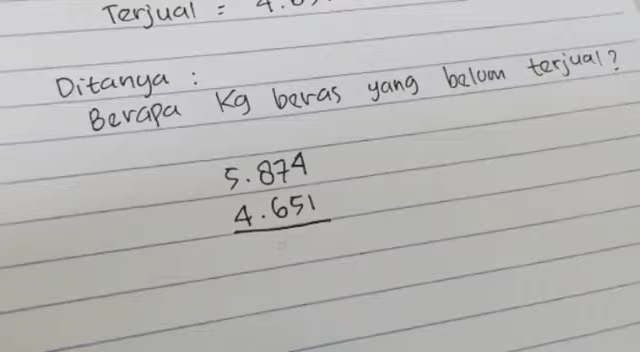 Terjual =
Ditanya :
Berapa Kg beras yang belum terjual?
5.874
4.651